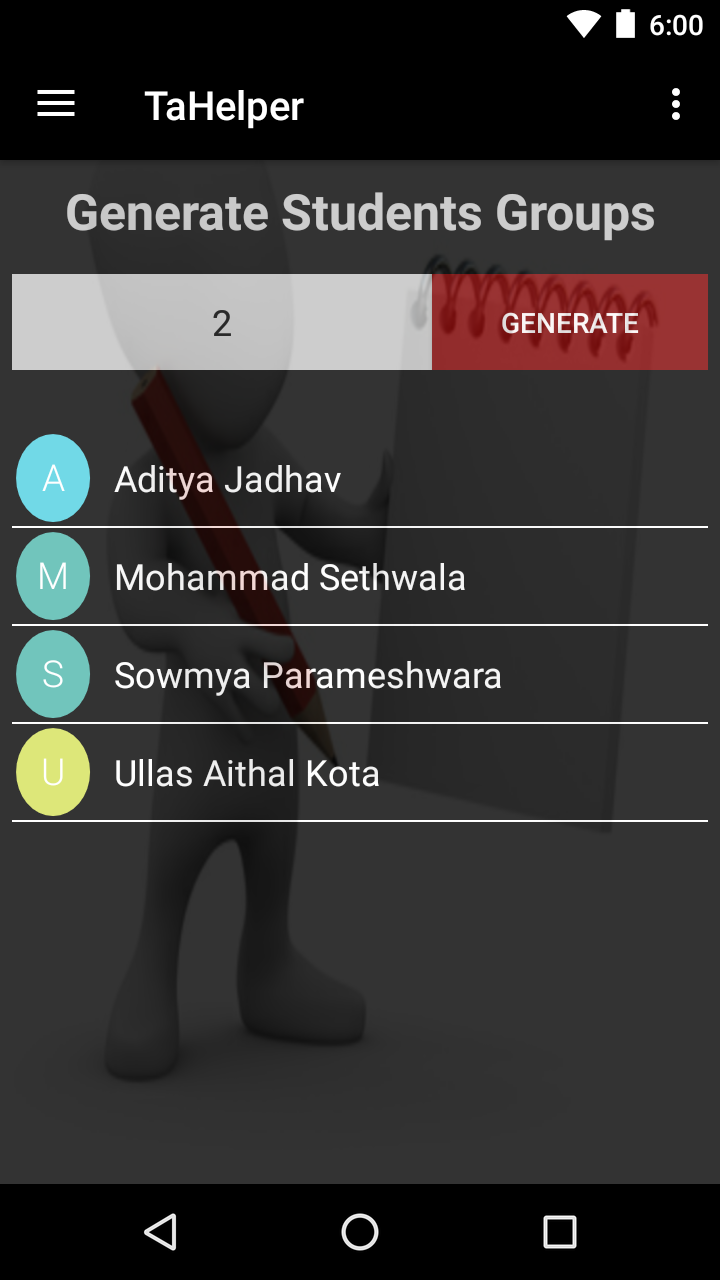 6:00
TaHelper
Generate Students Groups
2 GENERATE
A Aditya Jadhav
M Mohammad Sethwala
S Sowmya Parameshwara
U Ullas Aithal Kota